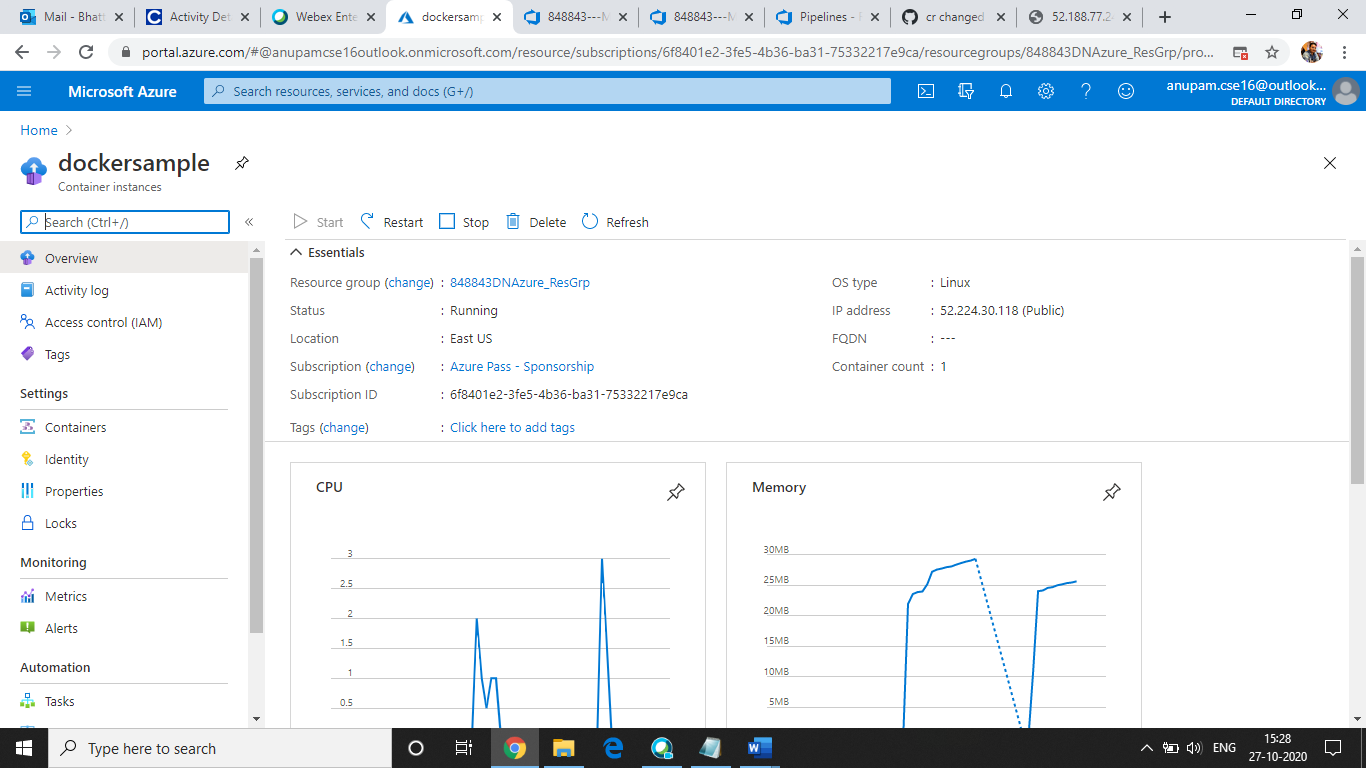 Mail - Bhatt
Activity Det
Webex Ente
dockersamp
848843---M
848843---M
Pipelines - F
cr changed
52.188.77.2
portal.azure.com/#@anupamcse16outlook.onmicrosoft.com/resource/subscriptions/6f8401e2-3fe5-4b36-ba31-75332217e9ca/resourcegroups/848843DNAzure_ResGrp/pro...
Microsoft Azure
Search resources, services, and docs (G+/)
anupam.cse16@outlook...
DEFAULT DIRECTORY
Home
dockersample
Container instances
Search (Ctrl+/)
«
Start
Restart
Stop
Delete
Refresh
Overview
Activity log
Access control (IAM)
Tags
Settings
Containers
Identity
Properties
Locks
Monitoring
Metrics
Alerts
Automation
Tasks
Essentials
Resource group (change) : 848843DNAzure_ResGrp
Status : Running
Location : East US
Subscription (change) : Azure Pass - Sponsorship
Subscription ID : 6f8401e2-3fe5-4b36-ba31-75332217e9ca
Tags (change) : Click here to add tags
OS type : Linux
IP address : 52.224.30.118 (Public)
FQDN : ---
Container count : 1
CPU
3
2.5
2
1.5
1
0.5
Memory
30MB
25MB
20MB
15MB
10MB
5MB
Type here to search
ENG
15:28
27-10-2020